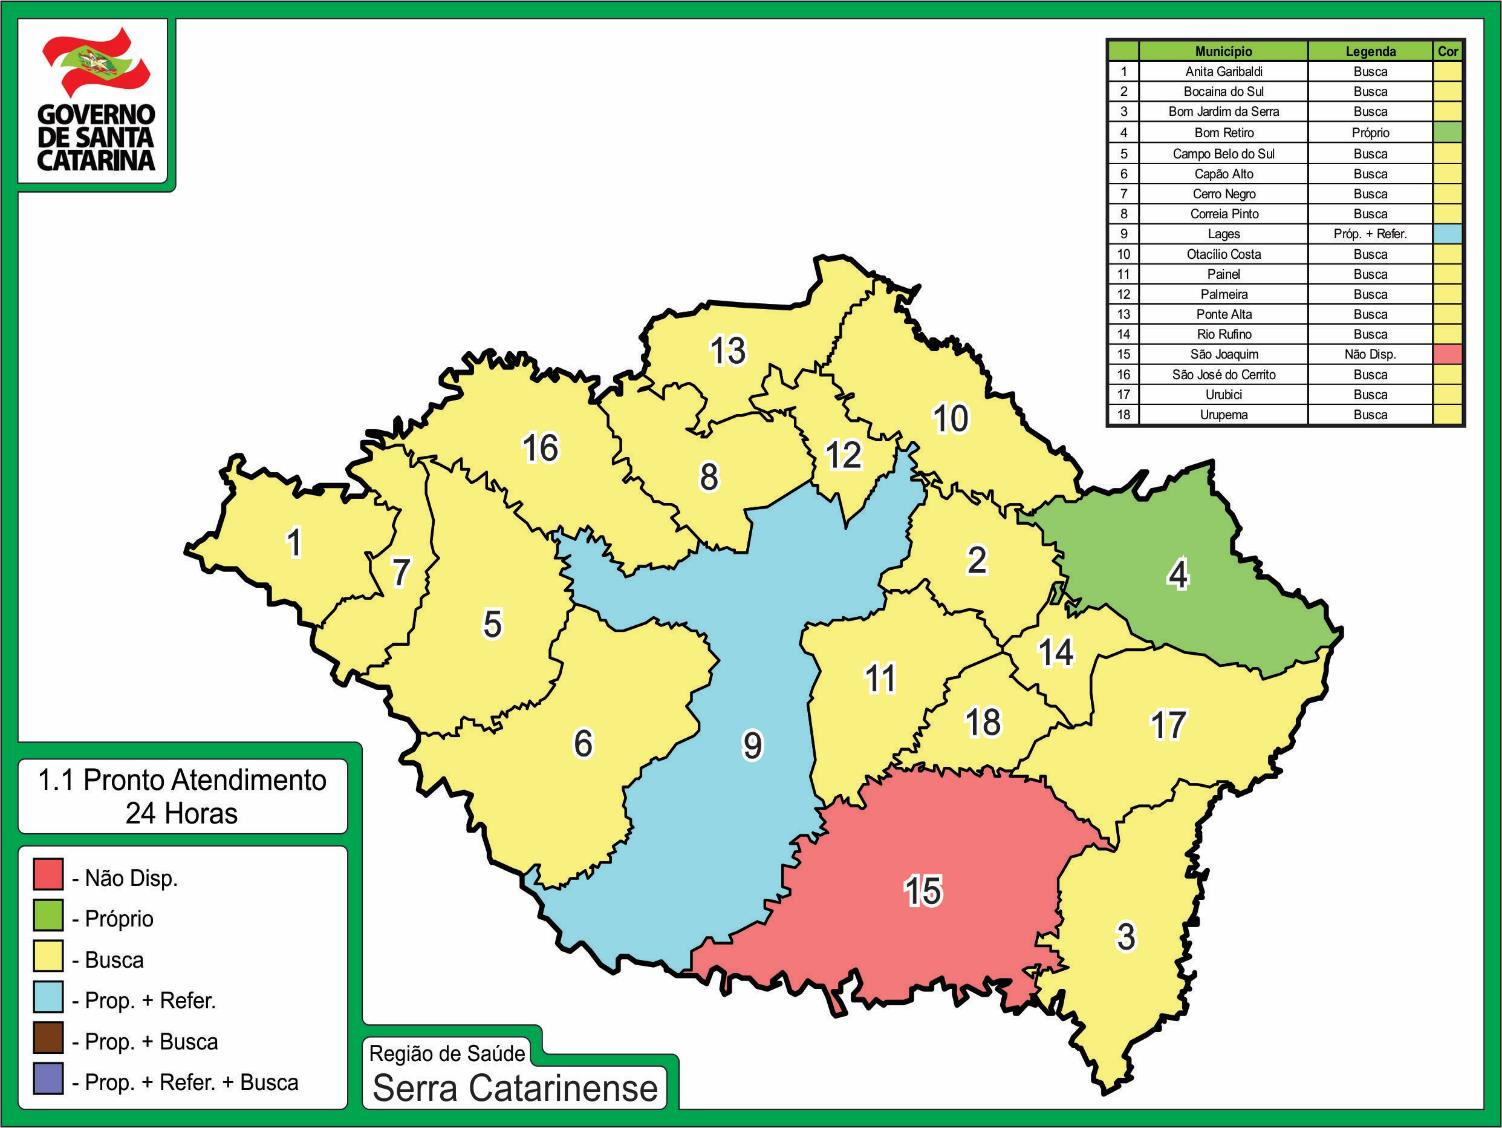 GOVERNO
DE SANTA
CATARINA
Município Legenda Cor
1 Anita Garibaldi Busca
2 Bocaina do Sul Busca
3 Bom Jardim da Serra Busca
4 Bom Retiro Próprio
5 Campo Belo do Sul Busca
6 Capão Alto Busca
7 Cerro Negro Busca
8 Correia Pinto Busca
9 Lages Próp. + Refer.
10 Otacílio Costa Busca
11 Painel Busca
12 Palmeira Busca
13 Ponte Alta Busca
14 Rio Rufino Busca
15 São Joaquim Não Disp.
16 São José do Cerrito Busca
17 Urubici Busca
18 Urupema Busca
13
10
16
12
8
1
7
2
4
5
14
11
6
9
18
17
15
3
1.1 Pronto Atendimento
24 Horas
- Não Disp.
- Próprio
- Busca
- Prop. + Refer.
- Prop. + Busca
- Prop. + Refer. + Busca
Região de Saúde
Serra Catarinense